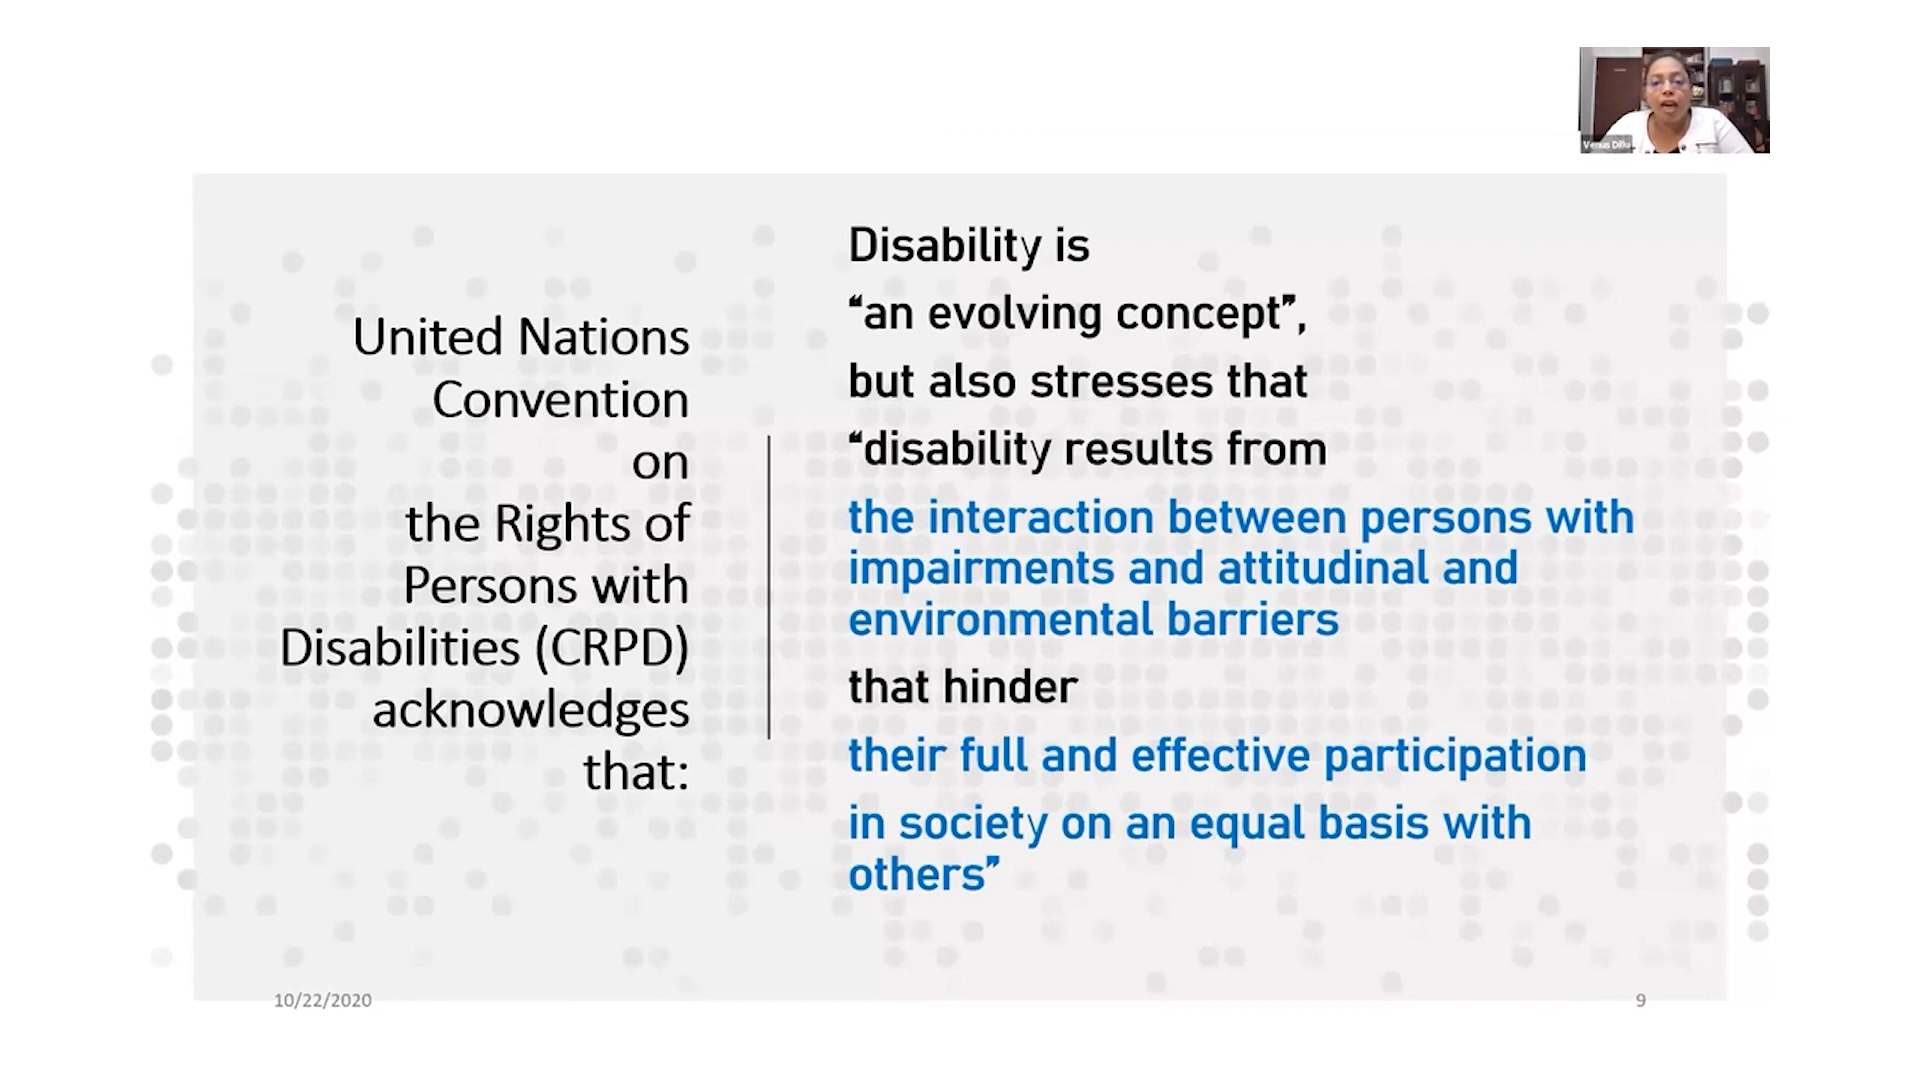 Venus Dillu
United Nations
Convention
on
the Rights of
Persons with
Disabilities (CRPD)
acknowledges
that:
Disability is
“an evolving concept”,
but also stresses that
“disability results from
the interaction between persons with
impairments and attitudinal and
environmental barriers
that hinder
their full and effective participation
in society on an equal basis with
others”
10/22/2020
9